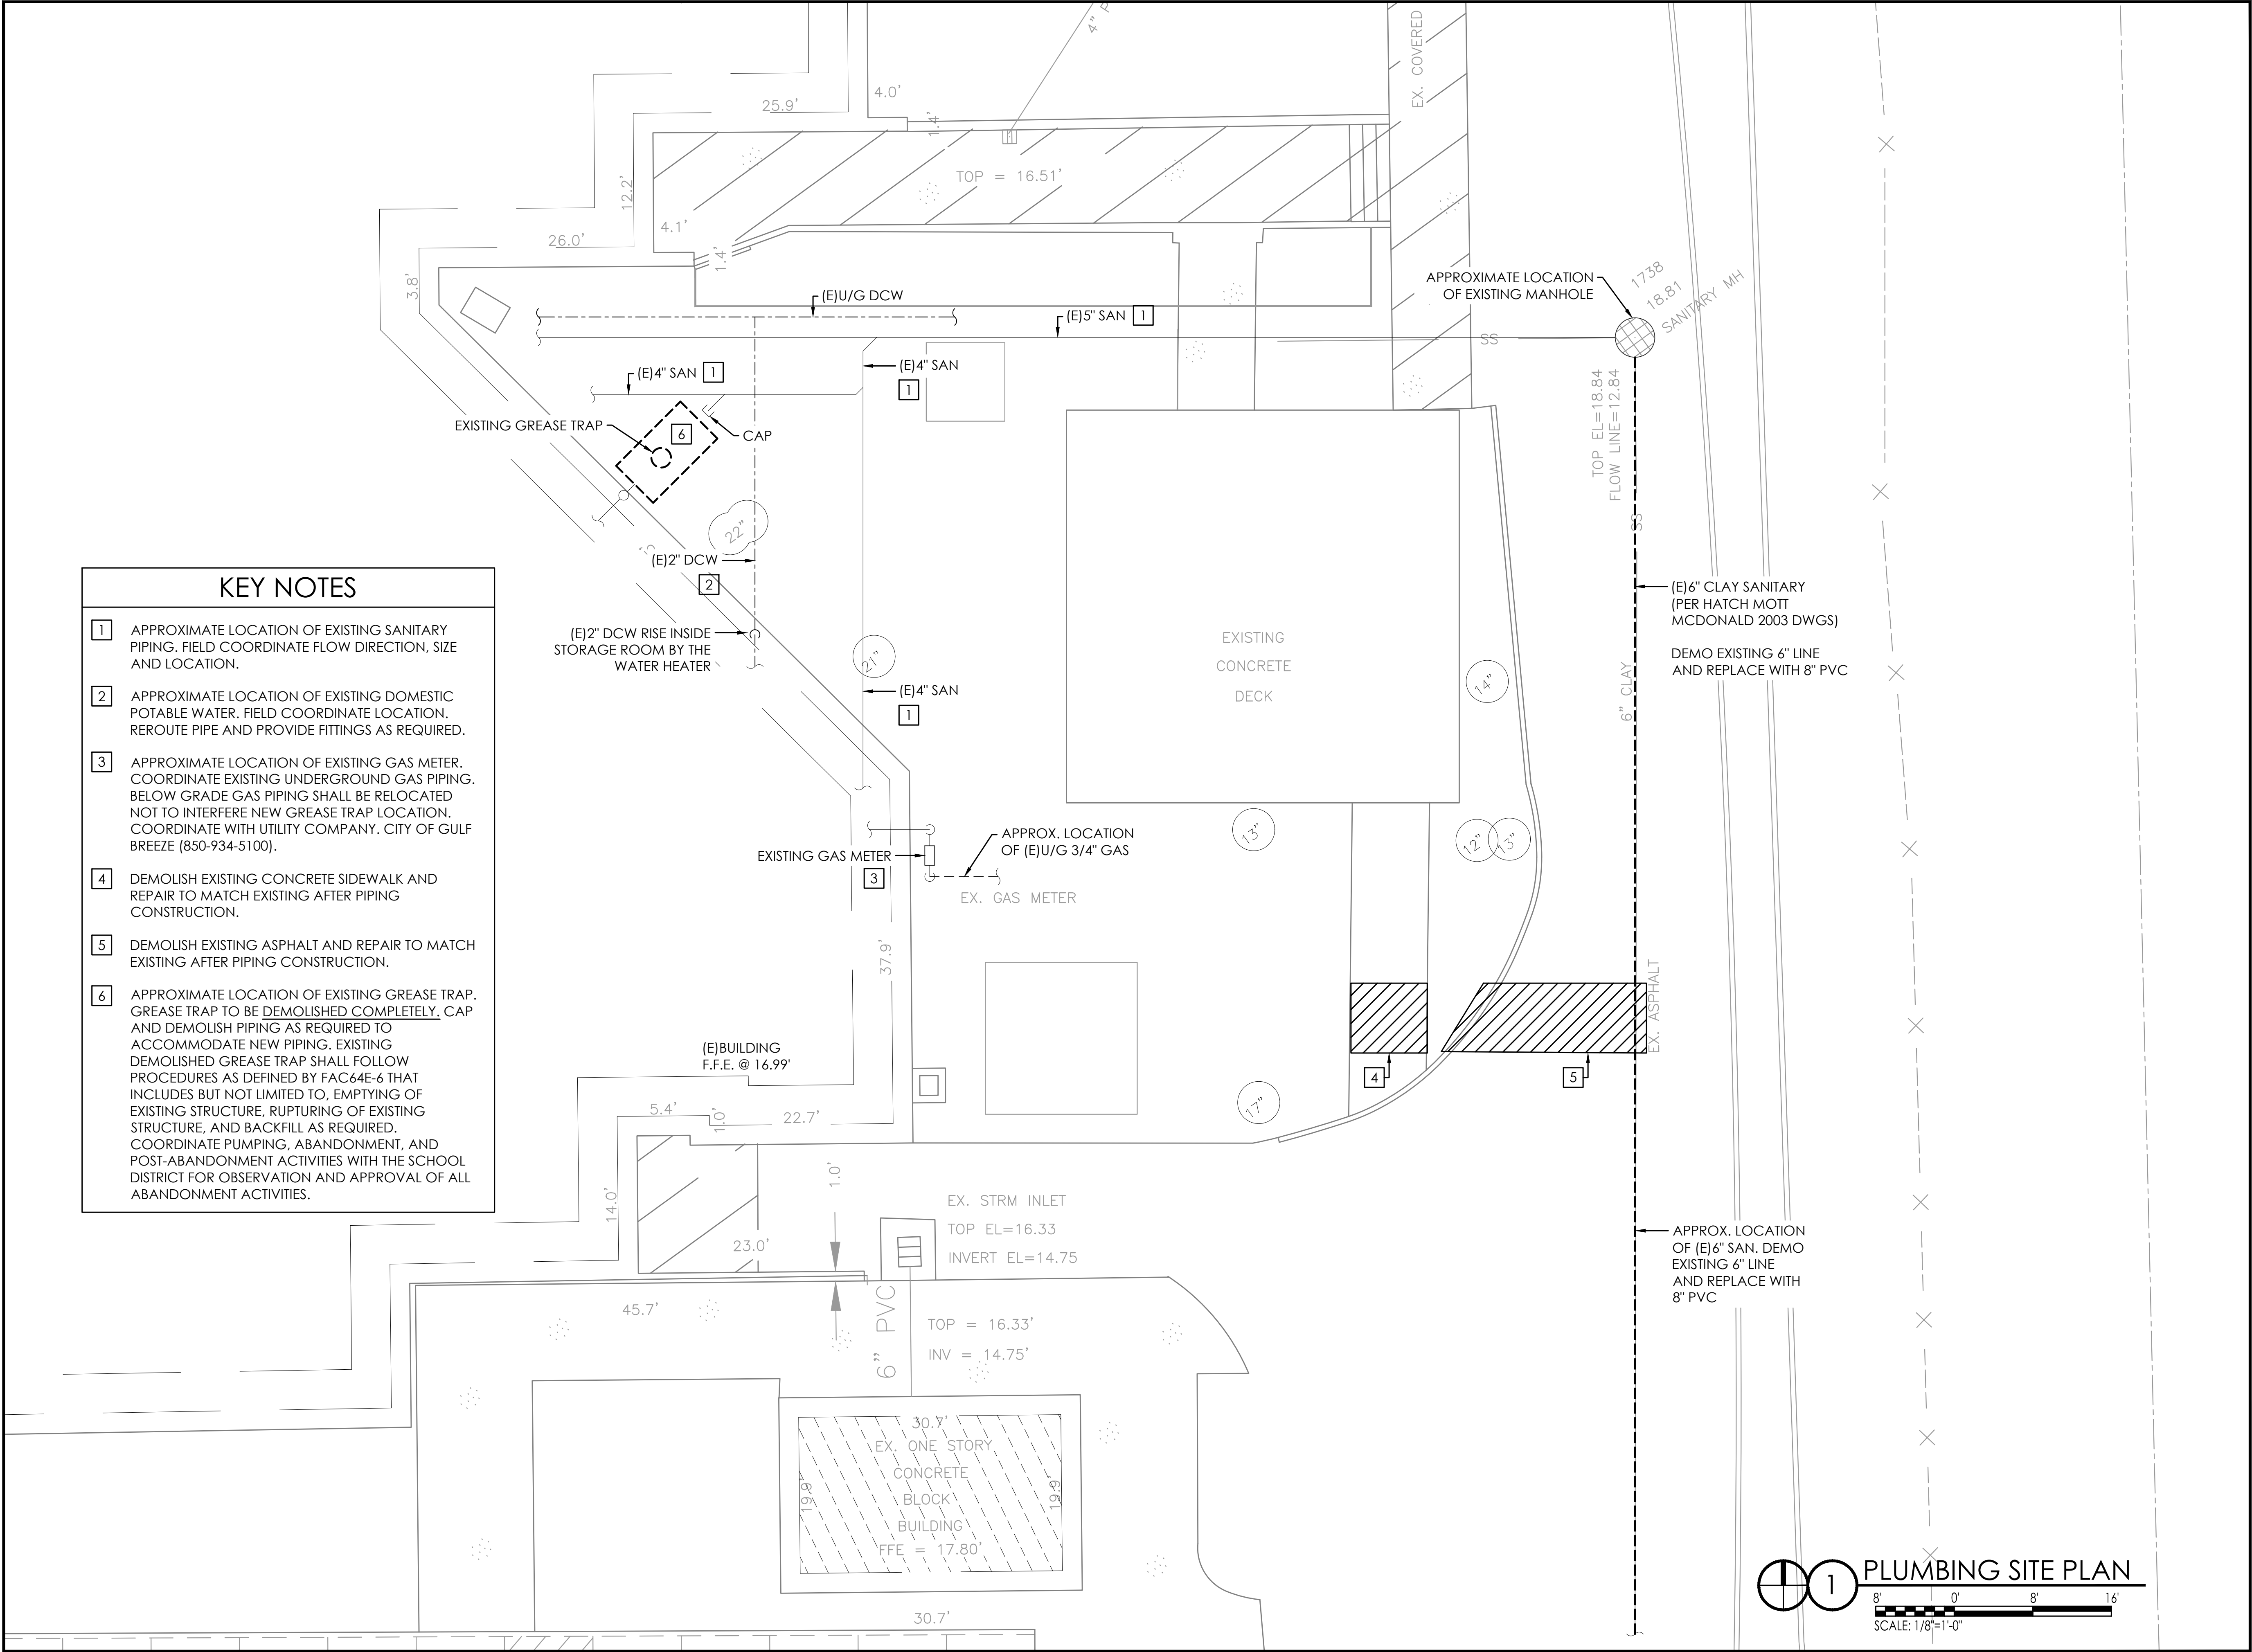 4" P
EX. COVERED
4.0'
25.9'
1.4'
12.2'
TOP = 16.51'
4.1'
26.0'
1.4'
3.8'
APPROXIMATE LOCATION
OF EXISTING MANHOLE
1738
18.81
SANITARY MH
(E)U/G DCW
(E)5" SAN 1
SS
(E)4" SAN
1
(E)4" SAN 1
EXISTING GREASE TRAP
6
CAP
TOP EL=18.84
FLOW LINE=12.84
SS
22"
(E)2" DCW
2
(E)6" CLAY SANITARY
(PER HATCH MOTT
MCDONALD 2003 DWGS)
DEMO EXISTING 6" LINE
AND REPLACE WITH 8" PVC
(E)2" DCW RISE INSIDE
STORAGE ROOM BY THE
WATER HEATER
21"
EXISTING
CONCRETE
DECK
14"
6" CLAY
(E)4" SAN
1
13"
12"
13"
APPROX. LOCATION
OF (E)U/G 3/4" GAS
EXISTING GAS METER
3
EX. GAS METER
37.9'
EX. ASPHALT
(E)BUILDING
F.F.E. @ 16.99'
4
5
17"
5.4'
1.0'
22.7'
KEY NOTES
1 APPROXIMATE LOCATION OF EXISTING SANITARY
PIPING. FIELD COORDINATE FLOW DIRECTION, SIZE
AND LOCATION.
2 APPROXIMATE LOCATION OF EXISTING DOMESTIC
POTABLE WATER. FIELD COORDINATE LOCATION.
REROUTE PIPE AND PROVIDE FITTINGS AS REQUIRED.
3 APPROXIMATE LOCATION OF EXISTING GAS METER.
COORDINATE EXISTING UNDERGROUND GAS PIPING.
BELOW GRADE GAS PIPING SHALL BE RELOCATED
NOT TO INTERFERE NEW GREASE TRAP LOCATION.
COORDINATE WITH UTILITY COMPANY. CITY OF GULF
BREEZE (850-934-5100).
4 DEMOLISH EXISTING CONCRETE SIDEWALK AND
REPAIR TO MATCH EXISTING AFTER PIPING
CONSTRUCTION.
5 DEMOLISH EXISTING ASPHALT AND REPAIR TO MATCH
EXISTING AFTER PIPING CONSTRUCTION.
6 APPROXIMATE LOCATION OF EXISTING GREASE TRAP.
GREASE TRAP TO BE DEMOLISHED COMPLETELY. CAP
AND DEMOLISH PIPING AS REQUIRED TO
ACCOMMODATE NEW PIPING. EXISTING
DEMOLISHED GREASE TRAP SHALL FOLLOW
PROCEDURES AS DEFINED BY FAC64E-6 THAT
INCLUDES BUT NOT LIMITED TO, EMPTYING OF
EXISTING STRUCTURE, RUPTURING OF EXISTING
STRUCTURE, AND BACKFILL AS REQUIRED.
COORDINATE PUMPING, ABANDONMENT, AND
POST-ABANDONMENT ACTIVITIES WITH THE SCHOOL
DISTRICT FOR OBSERVATION AND APPROVAL OF ALL
ABANDONMENT ACTIVITIES.
14.0'
23.0'
1.0'
EX. STRM INLET
TOP EL=16.33
INVERT EL=14.75
APPROX. LOCATION
OF (E)6" SAN. DEMO
EXISTING 6" LINE
AND REPLACE WITH
8" PVC
45.7'
6" PVC
TOP = 16.33'
INV = 14.75'
30.7'
EX. ONE STORY
CONCRETE
BLOCK
BUILDING
FFE = 17.80'
19.9'
19.9'
30.7'
1 PLUMBING SITE PLAN
8' 0' 8' 16'
SCALE: 1/8"=1'-0"